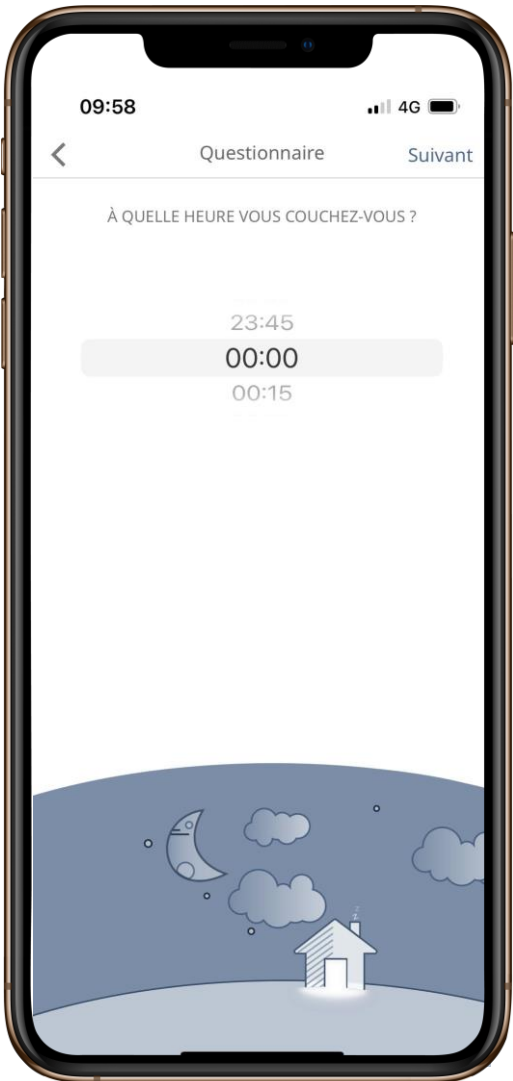 09:58 4G
Questionnaire Suivant
À QUELLE HEURE VOUS COUCHEZ-VOUS ?
23:45
00:00
00:15
z z